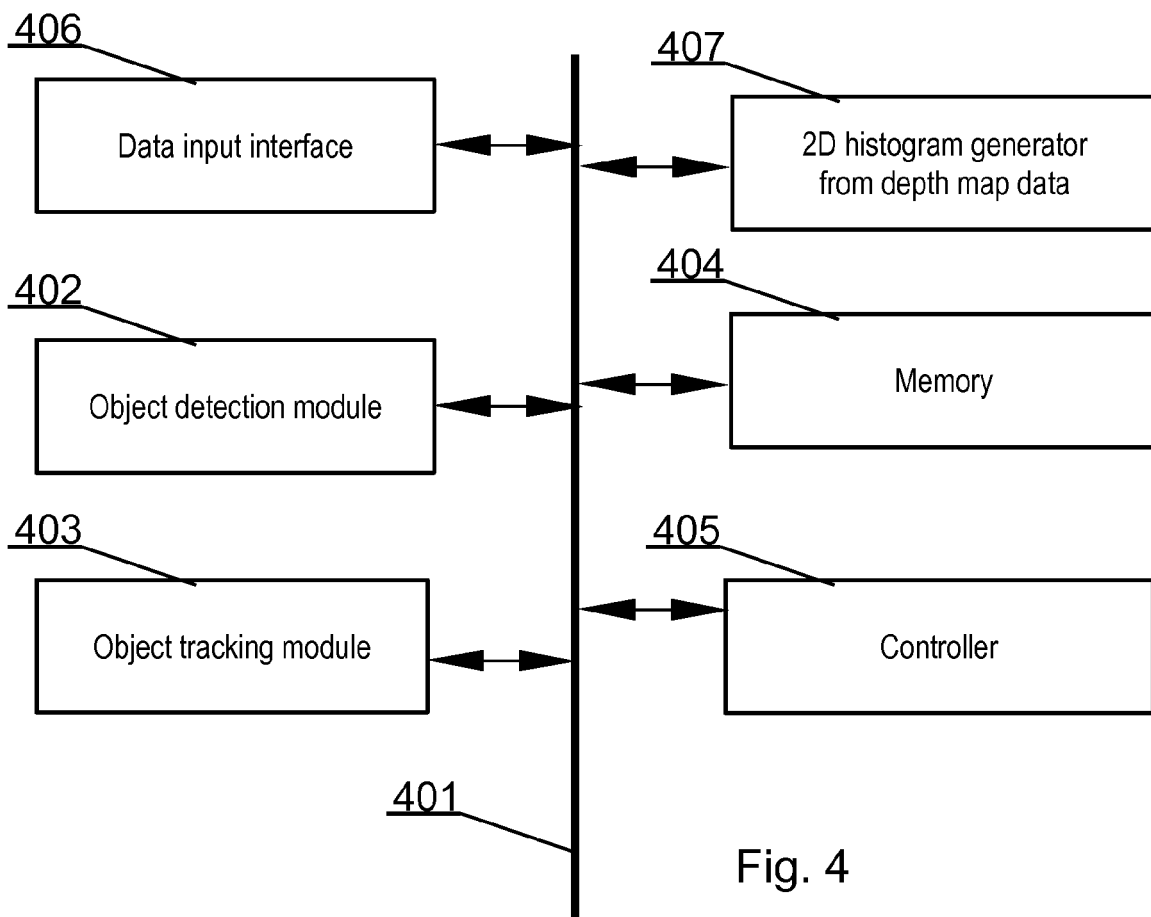 406
Data input interface
407
2D histogram generator
from depth map data
402
Object detection module
404
Memory
403
Object tracking module
405
Controller
401
Fig. 4